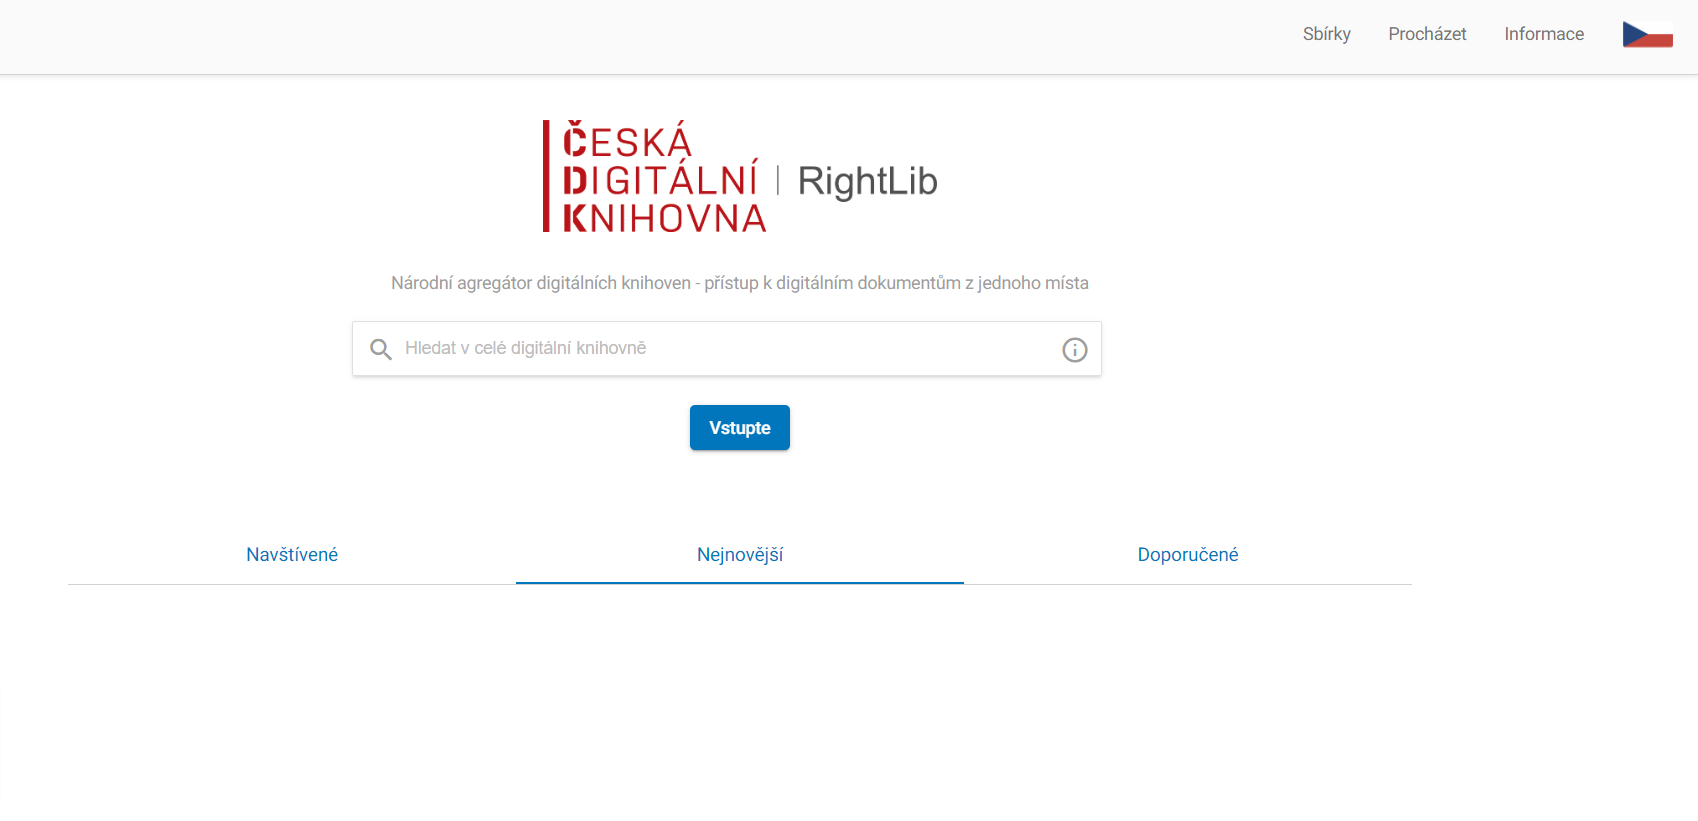 Sbírky Procházet Informace
ČESKÁ
DIGITÁLNÍ
KNIHOVNA
RightLib
Národní agregátor digitálních knihoven - přístup k digitálním dokumentům z jednoho místa
Hledat v celé digitální knihovně
Vstupte
Navštívené Nejnovější Doporučené